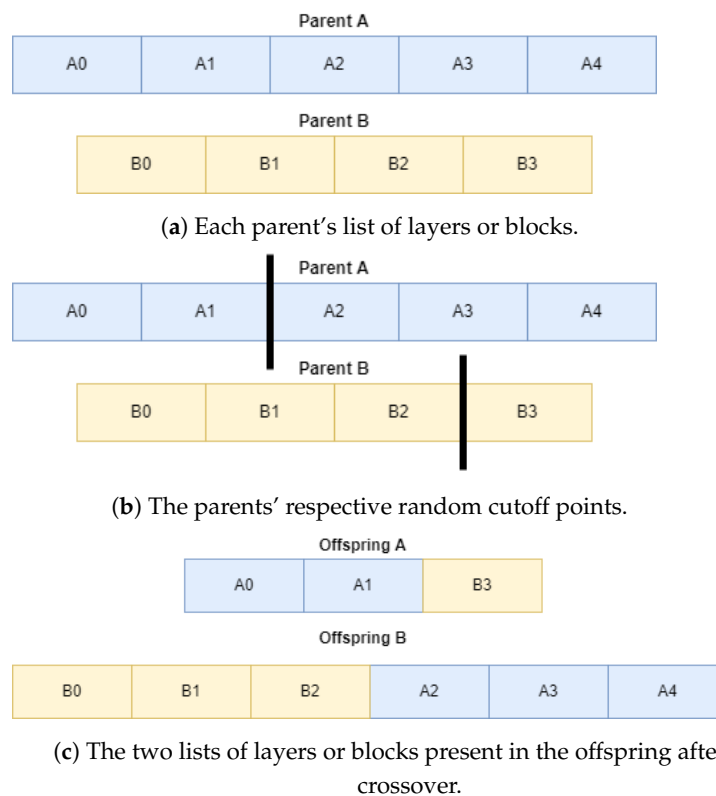 Parent A
A0 A1 A2 A3 A4
Parent B
B0 B1 B2 B3
(a) Each parent's list of layers or blocks.
Parent A
A0 A1 A2 A3 A4
Parent B
B0 B1 B2 B3
(b) The parents' respective random cutoff points.
Offspring A
A0 A1 B3
Offspring B
B0 B1 B2 A2 A3 A4
(c) The two lists of layers or blocks present in the offspring afte
crossover.